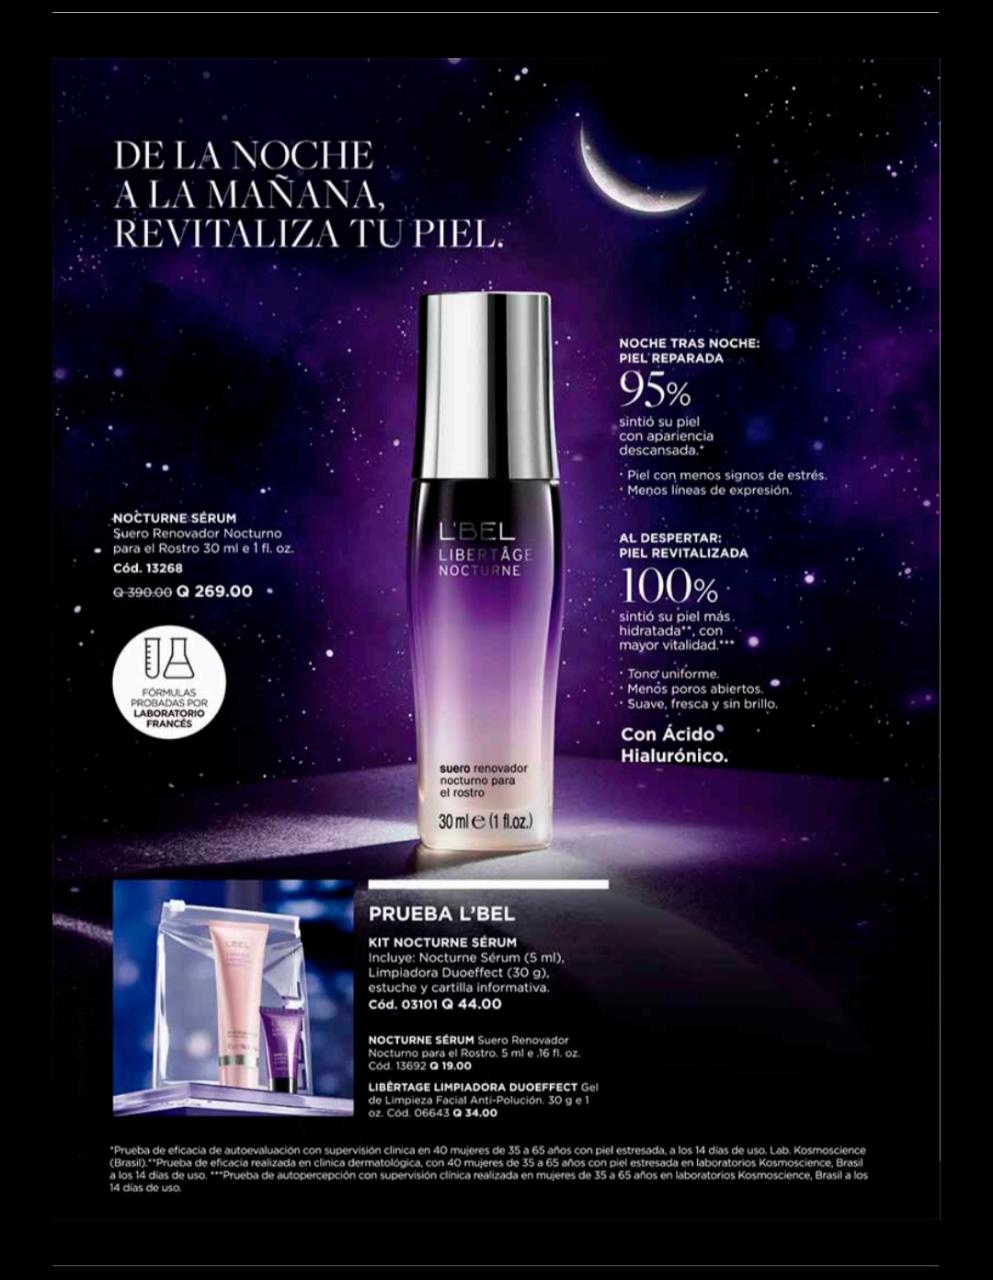 DE LA NOCHE
A LA MAÑANA,
REVITALIZA TU PIEL.
NOCHE TRAS NOCHE:
PIEL REPARADA
95%
sintió su piel
con apariencia
descansada.*
· Piel con menos signos de estrés.
· Menos líneas de expresión.
NOCTURNE SÉRUM
Suero Renovador Nocturno
para el Rostro 30 ml e 1 fl. oz.
Cód. 13268
Q 390.00 Q 269.00
FÓRMULAS
PROBADAS POR
LABORATORIO
FRANCÉS
L'BEL
LIBERTÂGE
NOCTURNE
suero renovador
nocturno para
el rostro
30 ml e (1 fl.oz.)
AL DESPERTAR:
PIEL REVITALIZADA
100%
sintió su piel más
hidratada**, con
mayor vitalidad.***
· Tono uniforme.
· Menos poros abiertos.
· Suave, fresca y sin brillo.
Con Ácido
Hialurónico.
L'BEL
PRUEBA L'BEL
KIT NOCTURNE SÉRUM
Incluye: Nocturne Sérum (5 ml),
Limpiadora Duoeffect (30 g),
estuche y cartilla informativa.
Cód. 03101 Q 44.00
NOCTURNE SÉRUM Suero Renovador
Nocturno para el Rostro. 5 ml e .16 fl. oz.
Cód. 13692 Q 19.00
LIBÉRTAGE LIMPIADORA DUOEFFECT Gel
de Limpieza Facial Anti-Polución. 30 g e 1
oz. Cód. 06643 Q 34.00
*Prueba de eficacia de autoevaluación con supervisión clínica en 40 mujeres de 35 a 65 años con piel estresada, a los 14 días de uso. Lab. Kosmoscience
(Brasil).**Prueba de eficacia realizada en clínica dermatológica, con 40 mujeres de 35 a 65 años con piel estresada en laboratorios Kosmoscience, Brasil
a los 14 días de uso. ***Prueba de autopercepción con supervisión clínica realizada en mujeres de 35 a 65 años en laboratorios Kosmoscience, Brasil a los
14 días de uso.